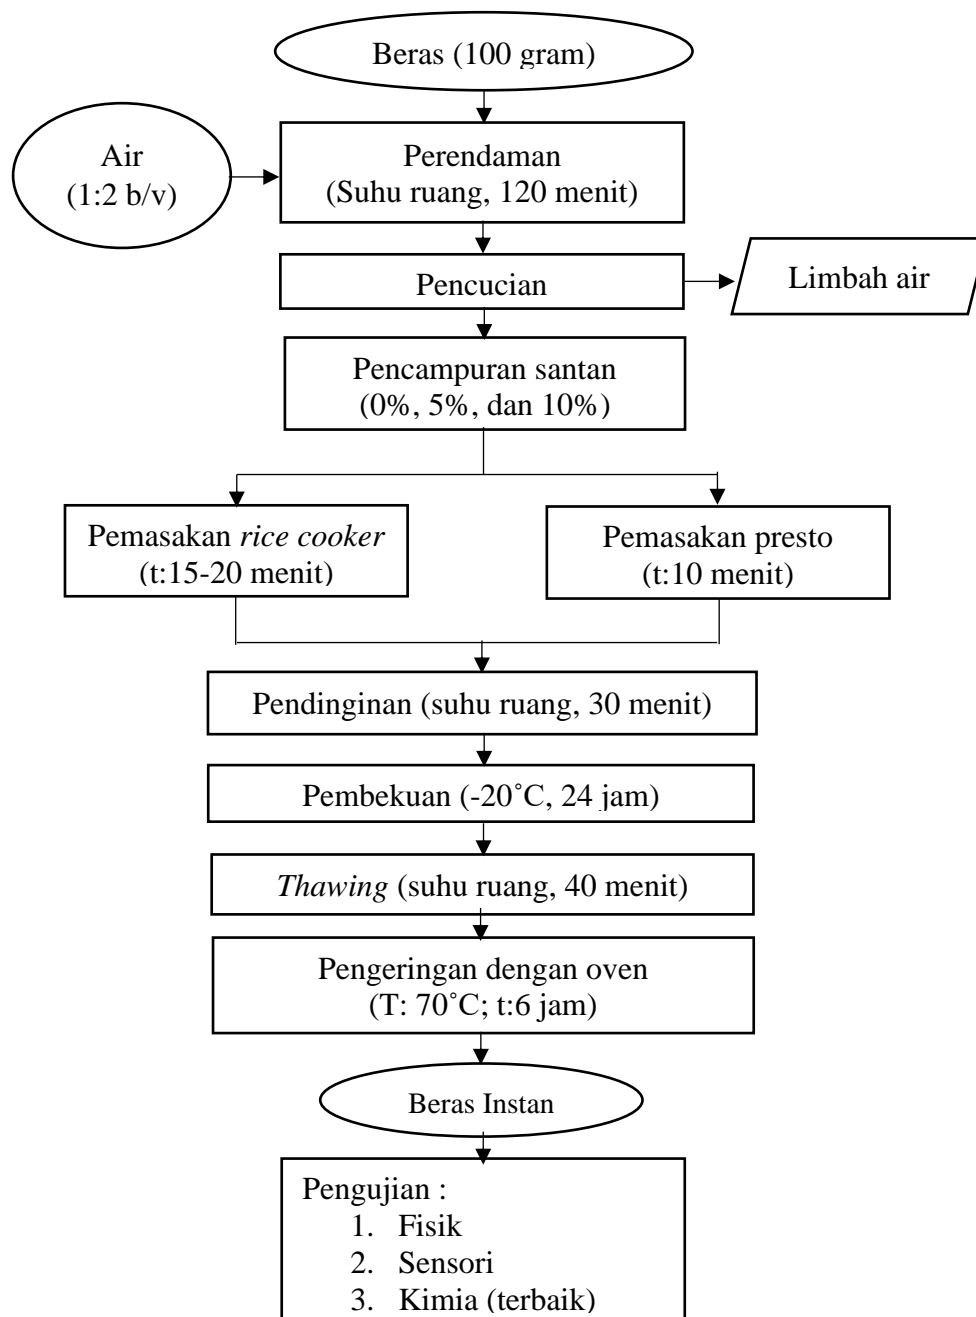 Beras (100 gram)
Air
(1:2 b/v)
Perendaman
(Suhu ruang, 120 menit)
Pencucian
Limbah air
Pencampuran santan
(0%, 5%, dan 10%)
Pemasakan rice cooker
(t:15-20 menit)
Pemasakan presto
(t:10 menit)
Pendinginan (suhu ruang, 30 menit)
Pembekuan (-20˚C, 24 jam)
Thawing (suhu ruang, 40 menit)
Pengeringan dengan oven
(T: 70˚C; t:6 jam)
Beras Instan
Pengujian :
1. Fisik
2. Sensori
3. Kimia (terbaik)